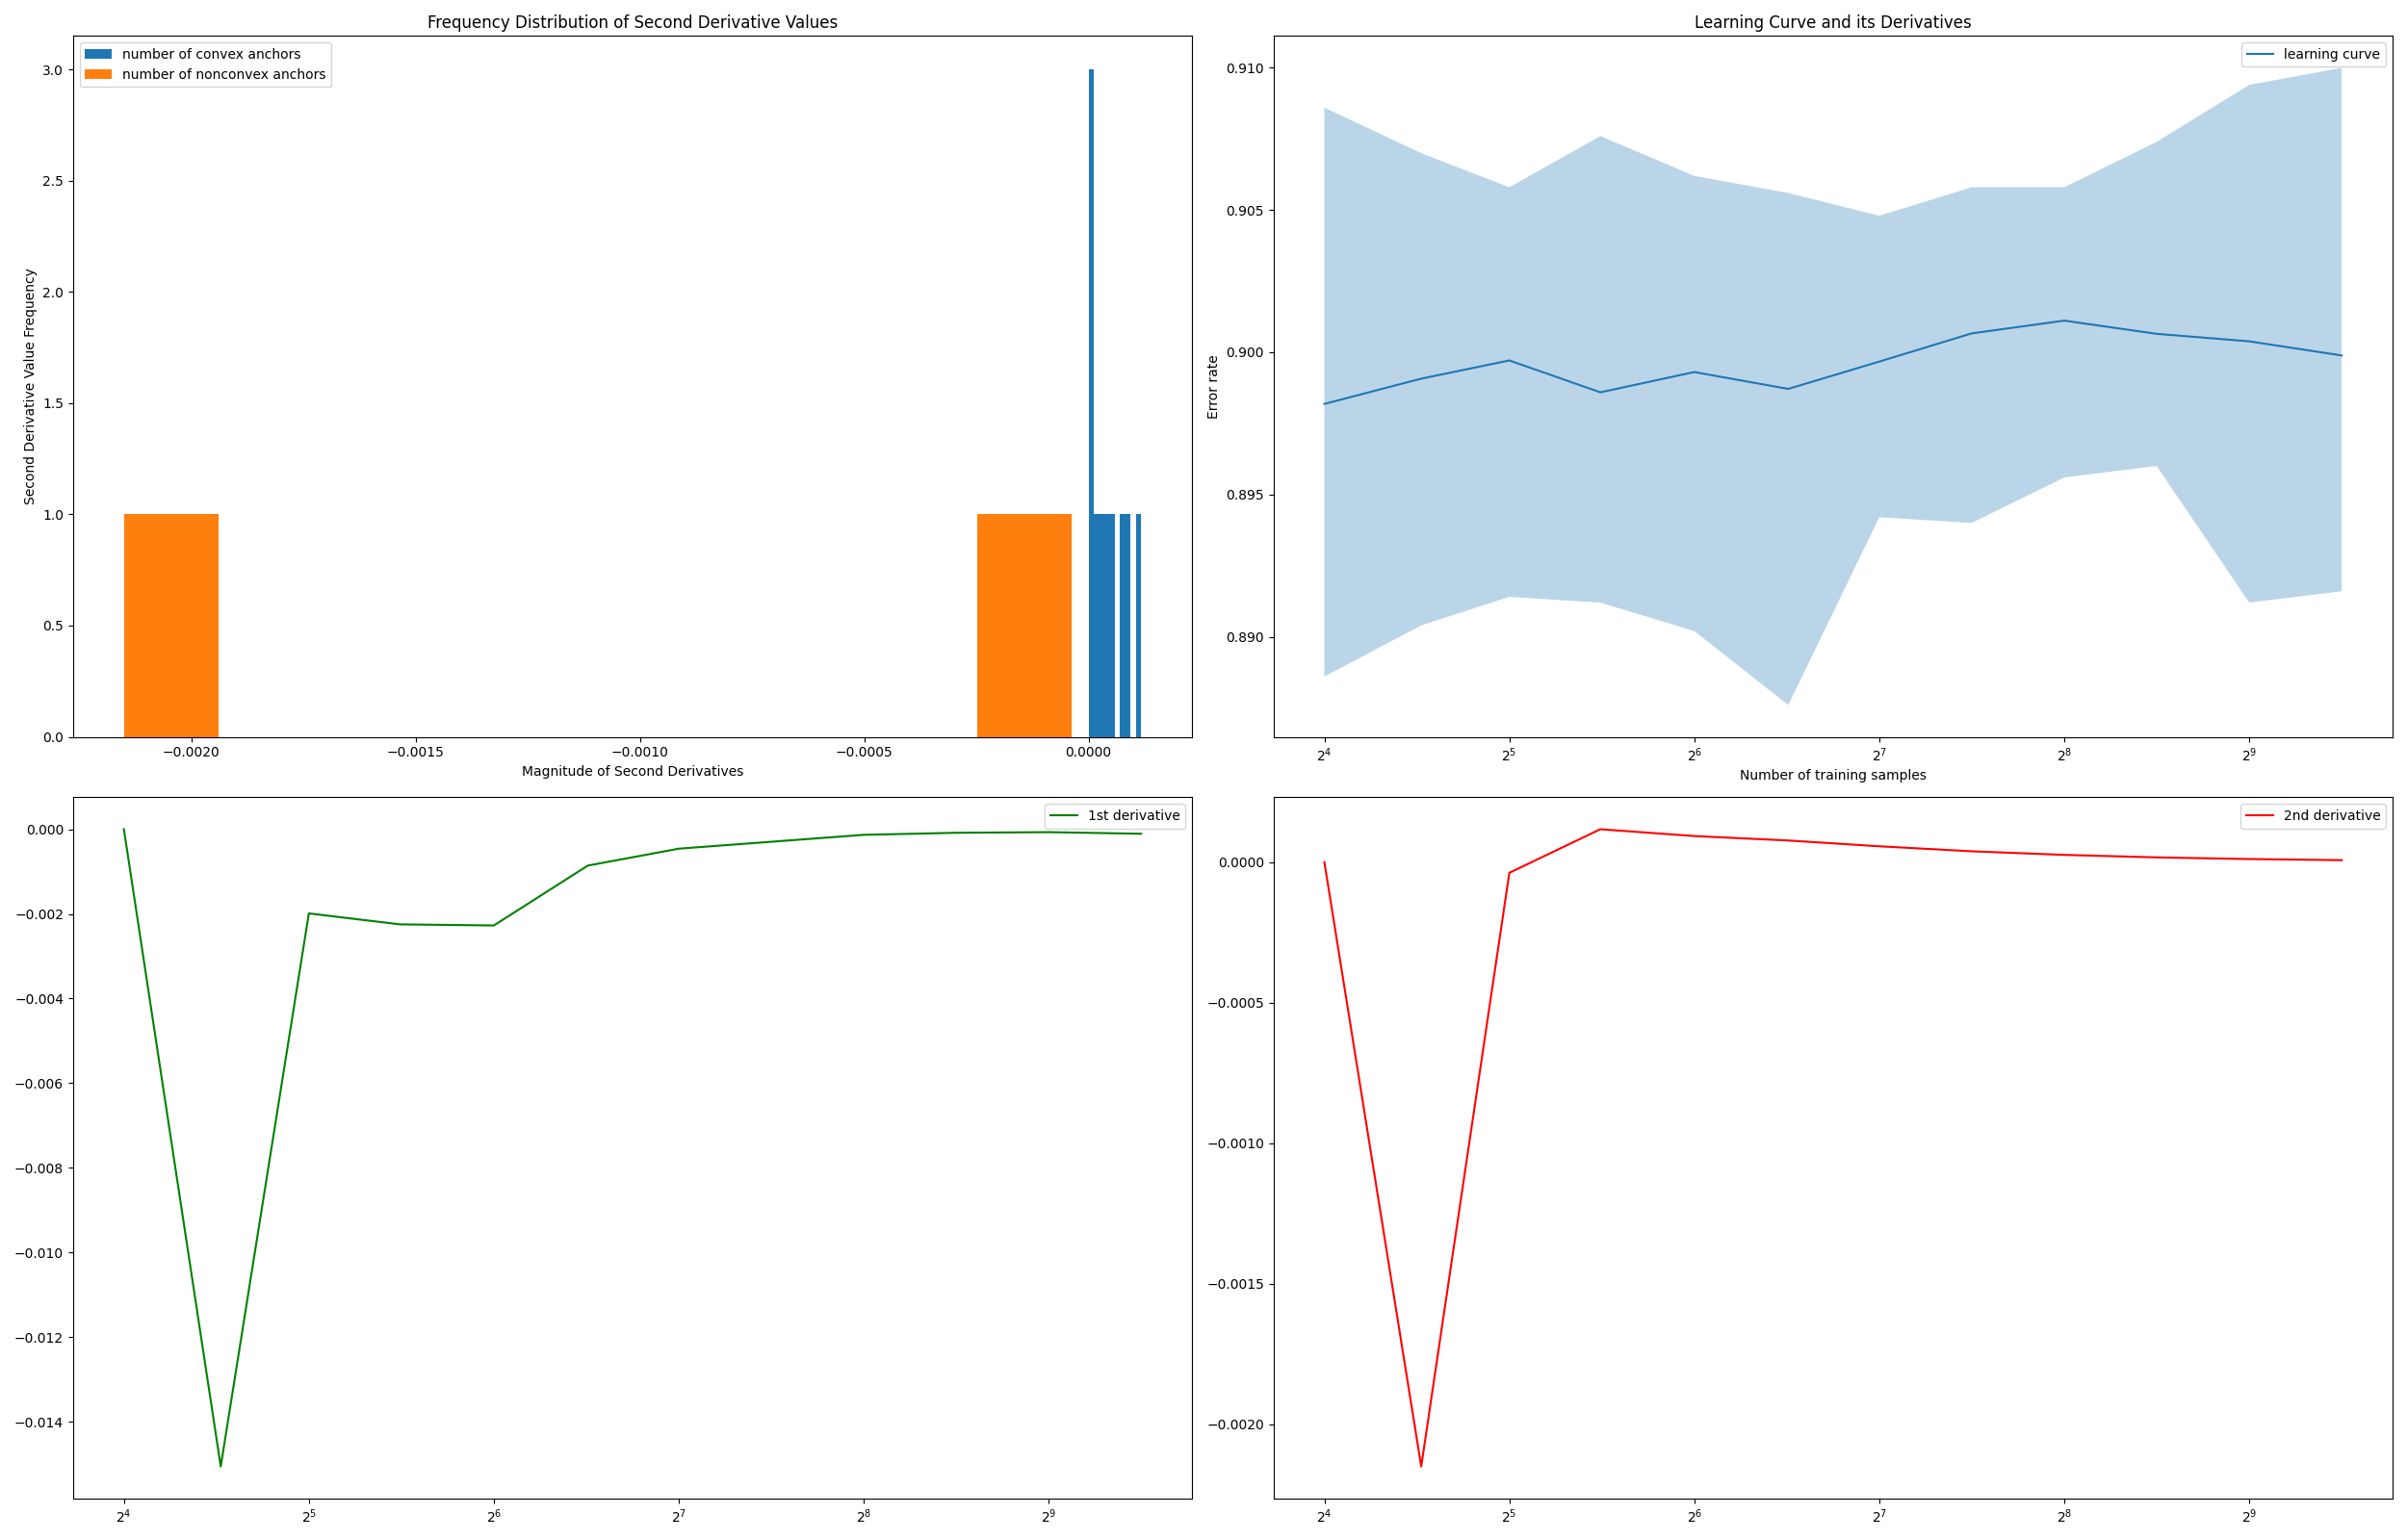 Frequency Distribution of Second Derivative Values
number of convex anchors
number of nonconvex anchors
3.0
2.5
2.0
1.5
1.0
0.5
0.0
Second Derivative Value Frequency
−0.0020 −0.0015 −0.0010 −0.0005 0.0000
Magnitude of Second Derivatives
Learning Curve and its Derivatives
learning curve
0.910
0.905
0.900
0.895
0.890
Error rate
2⁴ 2⁵ 2⁶ 2⁷ 2⁸ 2⁹
Number of training samples
1st derivative
0.000
−0.002
−0.004
−0.006
−0.008
−0.010
−0.012
−0.014
2⁴ 2⁵ 2⁶ 2⁷ 2⁸ 2⁹
2nd derivative
0.0000
−0.0005
−0.0010
−0.0015
−0.0020
2⁴ 2⁵ 2⁶ 2⁷ 2⁸ 2⁹